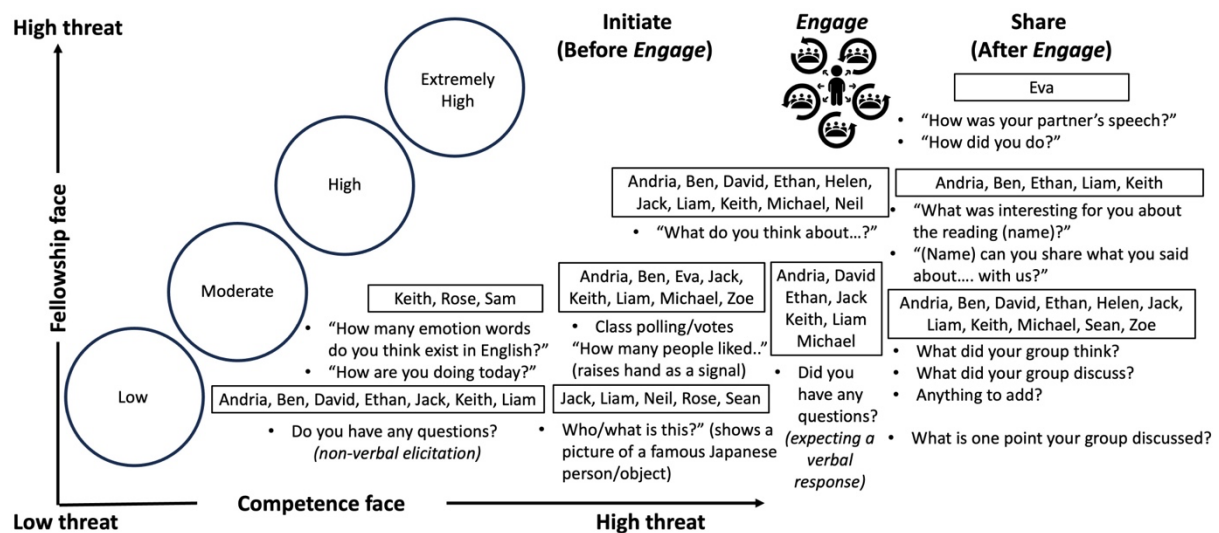 High threat
Initiate
(Before Engage)
Engage
Share
(After Engage)
Fellowship face
Extremely
High
High
Moderate
Low
Eva
• “How was your partner’s speech?”
• “How did you do?”
Andria, Ben, David, Ethan, Helen,
Jack, Liam, Keith, Michael, Neil
• “What do you think about…?”
Andria, Ben, Ethan, Liam, Keith
• “What was interesting for you about
the reading (name)?”
• “(Name) can you share what you said
about…. with us?”
Keith, Rose, Sam
• “How many emotion words
do you think exist in English?”
• “How are you doing today?”
Andria, Ben, Eva, Jack,
Keith, Liam, Michael, Zoe
• Class polling/votes
“How many people liked..”
(raises hand as a signal)
Andria, David
Ethan, Jack
Keith, Liam
Michael
• Did you
have any
questions?
(expecting a
verbal
response)
Andria, Ben, David, Ethan, Helen, Jack,
Liam, Keith, Michael, Sean, Zoe
• What did your group think?
• What did your group discuss?
• Anything to add?
• What is one point your group discussed?
Andria, Ben, David, Ethan, Jack, Keith, Liam
• Do you have any questions?
(non-verbal elicitation)
Jack, Liam, Neil, Rose, Sean
• Who/what is this?” (shows a
picture of a famous Japanese
person/object)
Low threat
Competence face
High threat